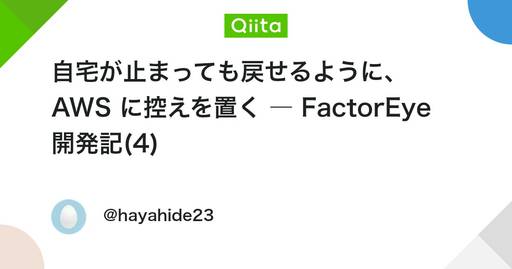 Qiita
自宅が止まっても戻せるように、
AWS に控えを置く ― FactorEye
開発記(4)
@hayahide23